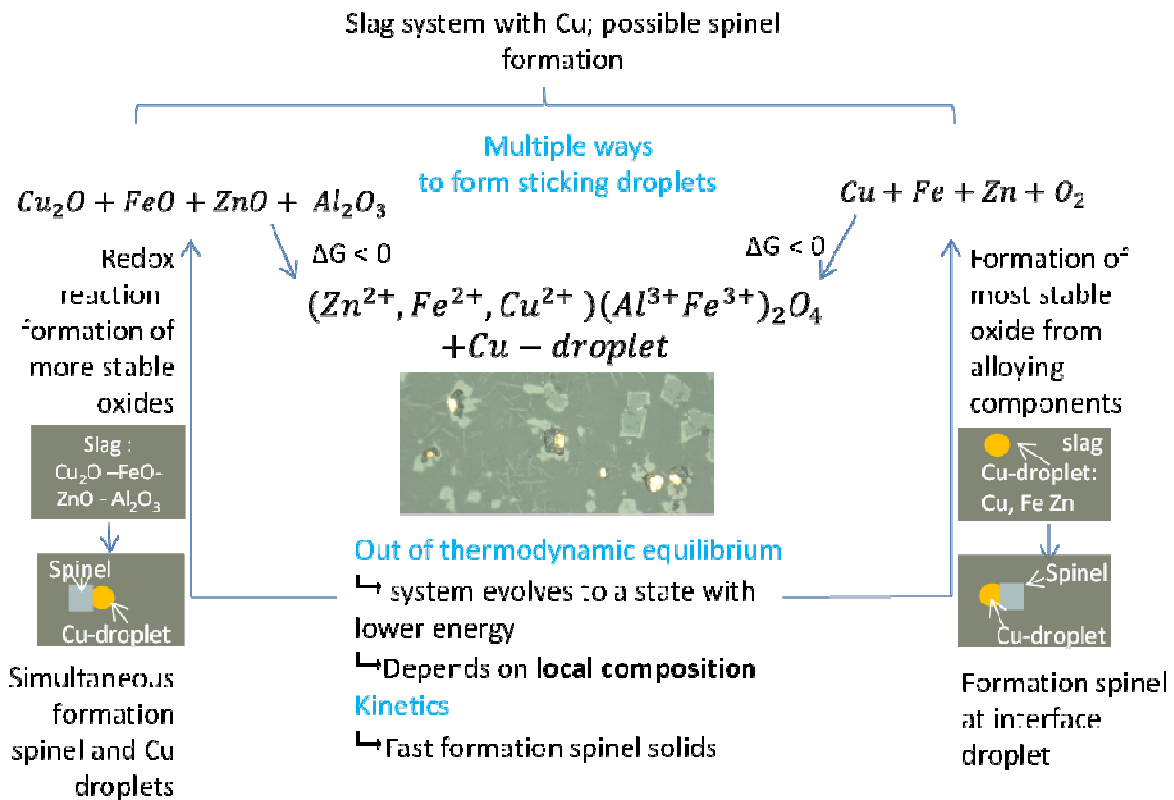 Slag system with Cu; possible spinel
formation
Multiple ways
to form sticking droplets
Cu₂O + FeO + ZnO + Al₂O₃
Cu + Fe + Zn + O₂
ΔG < 0
ΔG < 0
(Zn²⁺, Fe²⁺, Cu²⁺ )(Al³⁺Fe³⁺)₂O₄
+Cu − droplet
Redox
reaction
formation of
more stable
oxides
Slag :
Cu₂O –FeO-
ZnO - Al₂O₃
Spinel
Cu-droplet
Simultaneous
formation
spinel and Cu
droplets
Out of thermodynamic equilibrium
↳ system evolves to a state with
lower energy
↳Depends on local composition
Kinetics
↳Fast formation spinel solids
Formation of
most stable
oxide from
alloying
components
slag
Cu-droplet:
Cu, Fe Zn
Spinel
Cu-droplet
Formation spinel
at interface
droplet